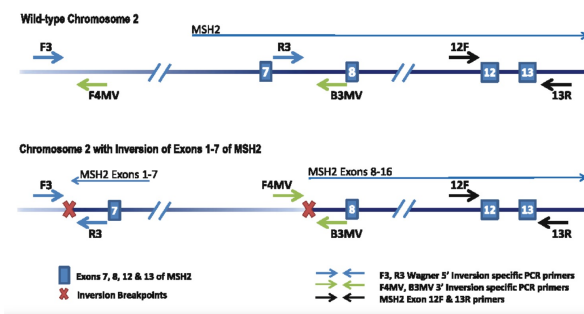 Wild-type Chromosome 2
MSH2
F3
R3
12F
7
8
12
13
F4MV
B3MV
13R
Chromosome 2 with Inversion of Exons 1-7 of MSH2
F3
MSH2 Exons 1-7
F4MV
MSH2 Exons 8-16
12F
7
8
12
13
R3
B3MV
13R
Exons 7, 8, 12 & 13 of MSH2
Inversion Breakpoints
F3, R3 Wagner 5' Inversion specific PCR primers
F4MV, B3MV 3' Inversion specific PCR primers
MSH2 Exon 12F & 13R primers